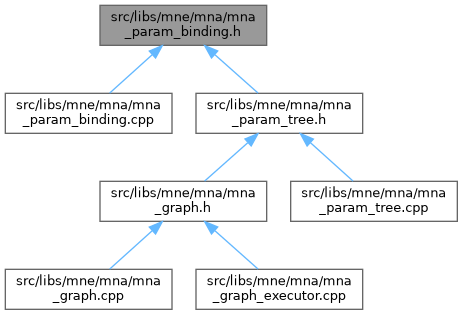 src/libs/mne/mna/mna
_param_binding.h
src/libs/mne/mna/mna
_param_binding.cpp
src/libs/mne/mna/mna
_param_tree.h
src/libs/mne/mna/mna
_graph.h
src/libs/mne/mna/mna
_param_tree.cpp
src/libs/mne/mna/mna
_graph.cpp
src/libs/mne/mna/mna
_graph_executor.cpp